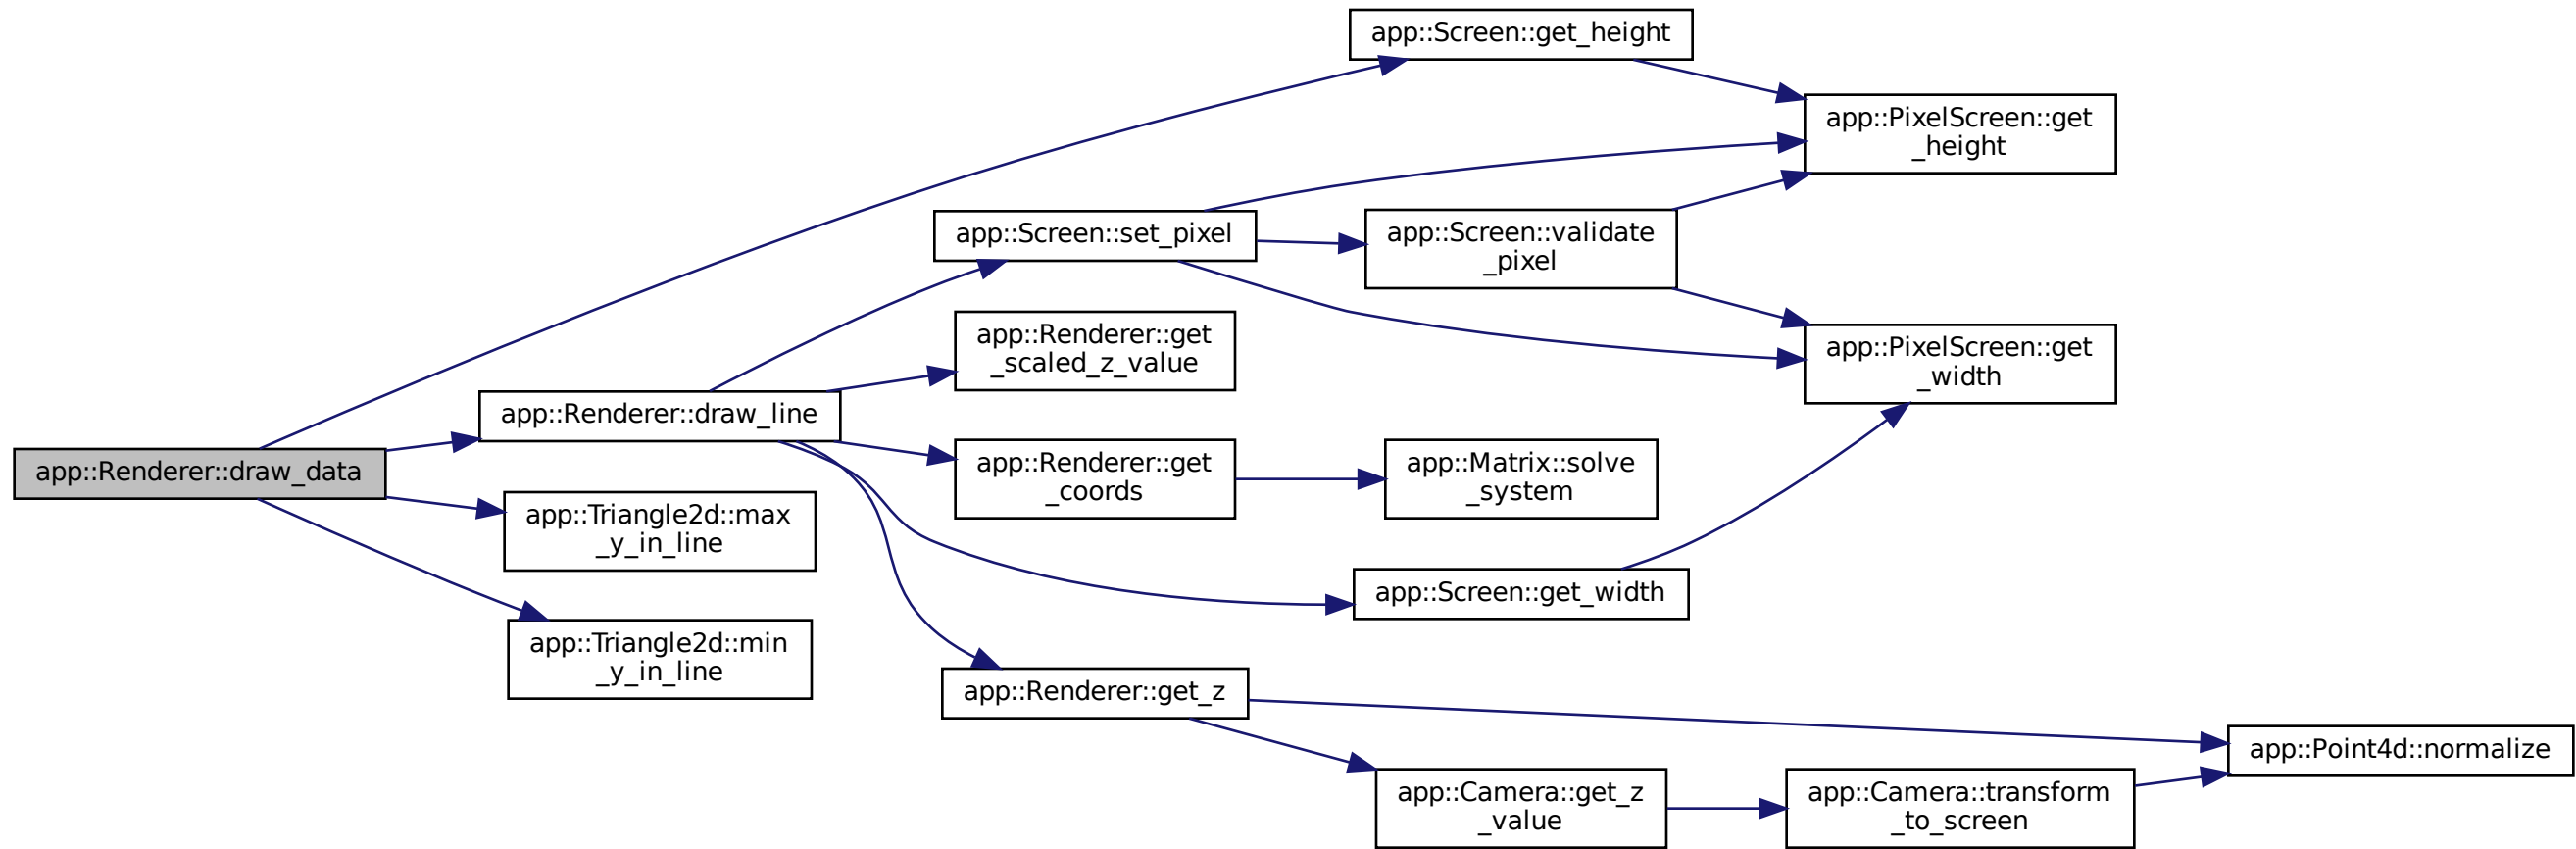 app::Renderer::draw_data
app::Screen::get_height
app::PixelScreen::get
_height
app::Renderer::draw_line
app::Screen::set_pixel
app::Screen::validate
_pixel
app::PixelScreen::get
_width
app::Renderer::get
_scaled_z_value
app::Renderer::get
_coords
app::Matrix::solve
_system
app::Screen::get_width
app::Renderer::get_z
app::Camera::get_z
_value
app::Camera::transform
_to_screen
app::Point4d::normalize
app::Triangle2d::max
_y_in_line
app::Triangle2d::min
_y_in_line